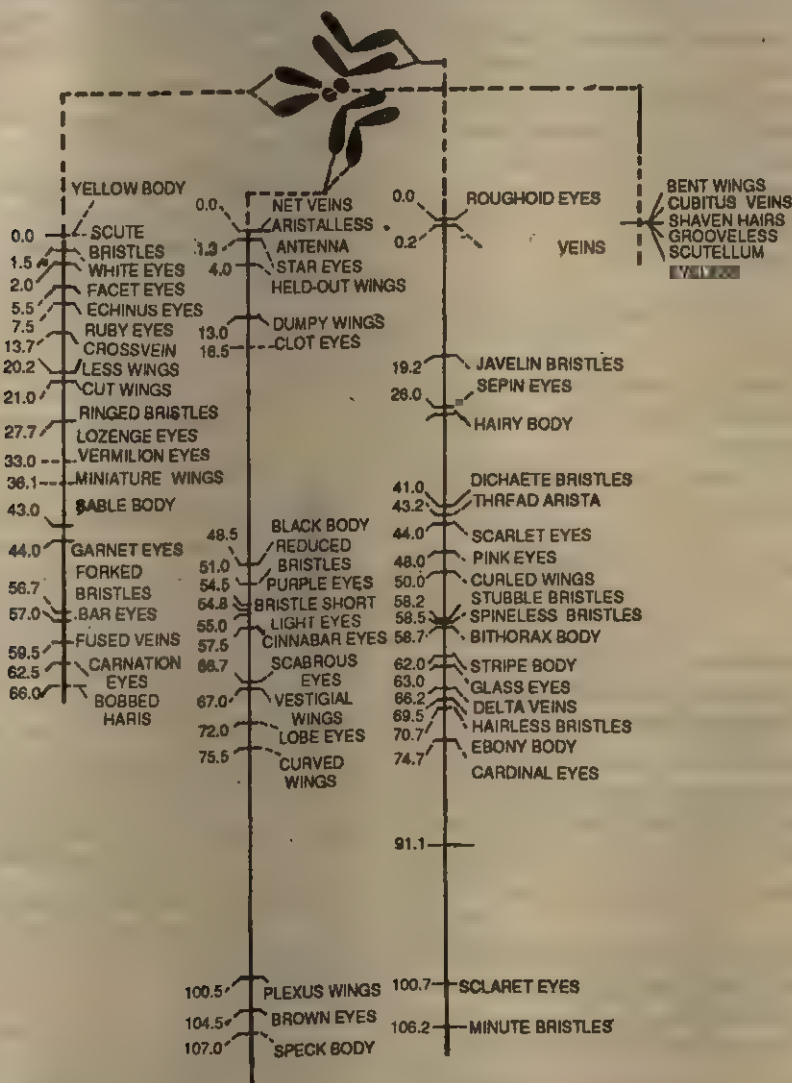 YELLOW BODY
0.0 SCUTE
1.5 BRISTLES
WHITE EYES
2.0 FACET EYES
5.5 ECHINUS EYES
7.5 RUBY EYES
13.7 CROSSVEIN
20.2 LESS WINGS
21.0 CUT WINGS
RINGED BRISTLES
27.7 LOZENGE EYES
33.0 VERMILION EYES
36.1 MINIATURE WINGS
43.0 SABLE BODY
44.0 GARNET EYES
FORKED
56.7 BRISTLES
57.0 BAR EYES
59.5 FUSED VEINS
62.5 CARNATION
EYES
66.0 BOBBED
HARIS
0.0 NET VEINS
ARISTALLESS
1.3 ANTENNA
4.0 STAR EYES
HELD-OUT WINGS
13.0 DUMPY WINGS
16.5 CLOT EYES
48.5 BLACK BODY
REDUCED
51.0 BRISTLES
54.5 PURPLE EYES
54.8 BRISTLE SHORT
55.0 LIGHT EYES
57.5 CINNABAR EYES
66.7 SCABROUS
EYES
67.0 VESTIGIAL
WINGS
72.0 LOBE EYES
75.5 CURVED
WINGS
100.5 PLEXUS WINGS
104.5 BROWN EYES
107.0 SPECK BODY
0.0 ROUGHOID EYES
0.2 VEINS
19.2 JAVELIN BRISTLES
26.0 SEPIN EYES
HAIRY BODY
41.0 DICHAETE BRISTLES
43.2 THREAD ARISTA
44.0 SCARLET EYES
48.0 PINK EYES
50.0 CURLED WINGS
58.2 STUBBLE BRISTLES
58.5 SPINELESS BRISTLES
58.7 BITHORAX BODY
62.0 STRIPE BODY
63.0 GLASS EYES
66.2 DELTA VEINS
69.5 HAIRLESS BRISTLES
70.7 EBONY BODY
74.7 CARDINAL EYES
91.1
100.7 SCLARET EYES
106.2 MINUTE BRISTLES
BENT WINGS
CUBITUS VEINS
SHAVEN HAIRS
GROOVELESS
SCUTELLUM